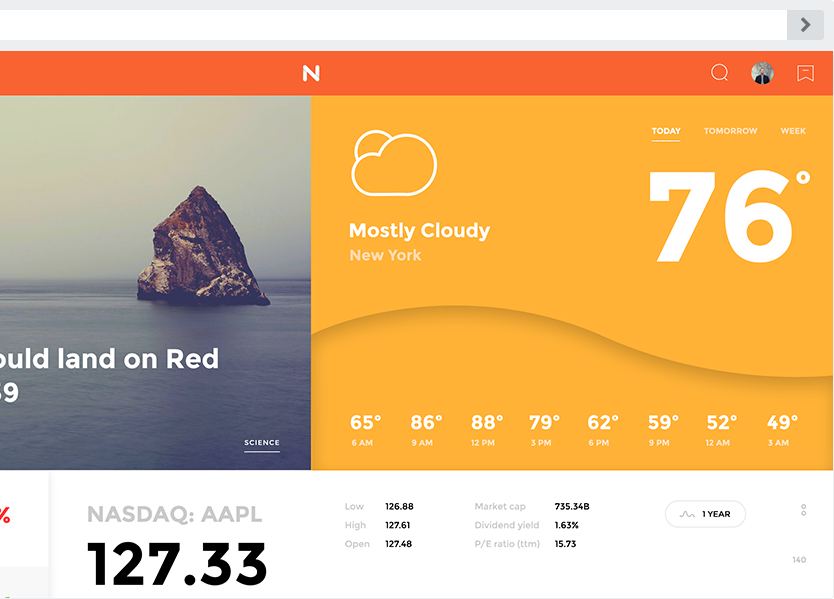 N
TODAY TOMORROW WEEK
76°
Mostly Cloudy
New York
ould land on Red
SCIENCE
65° 86° 88° 79° 62° 59° 52° 49°
6 AM 9 AM 12 PM 3 PM 6 PM 9 PM 12 AM 3 AM
%
NASDAQ: AAPL
127.33
Low 126.88
High 127.61
Open 127.48
Market cap 735.34B
Dividend yield 1.63%
P/E ratio (ttm) 15.73
1 YEAR
140